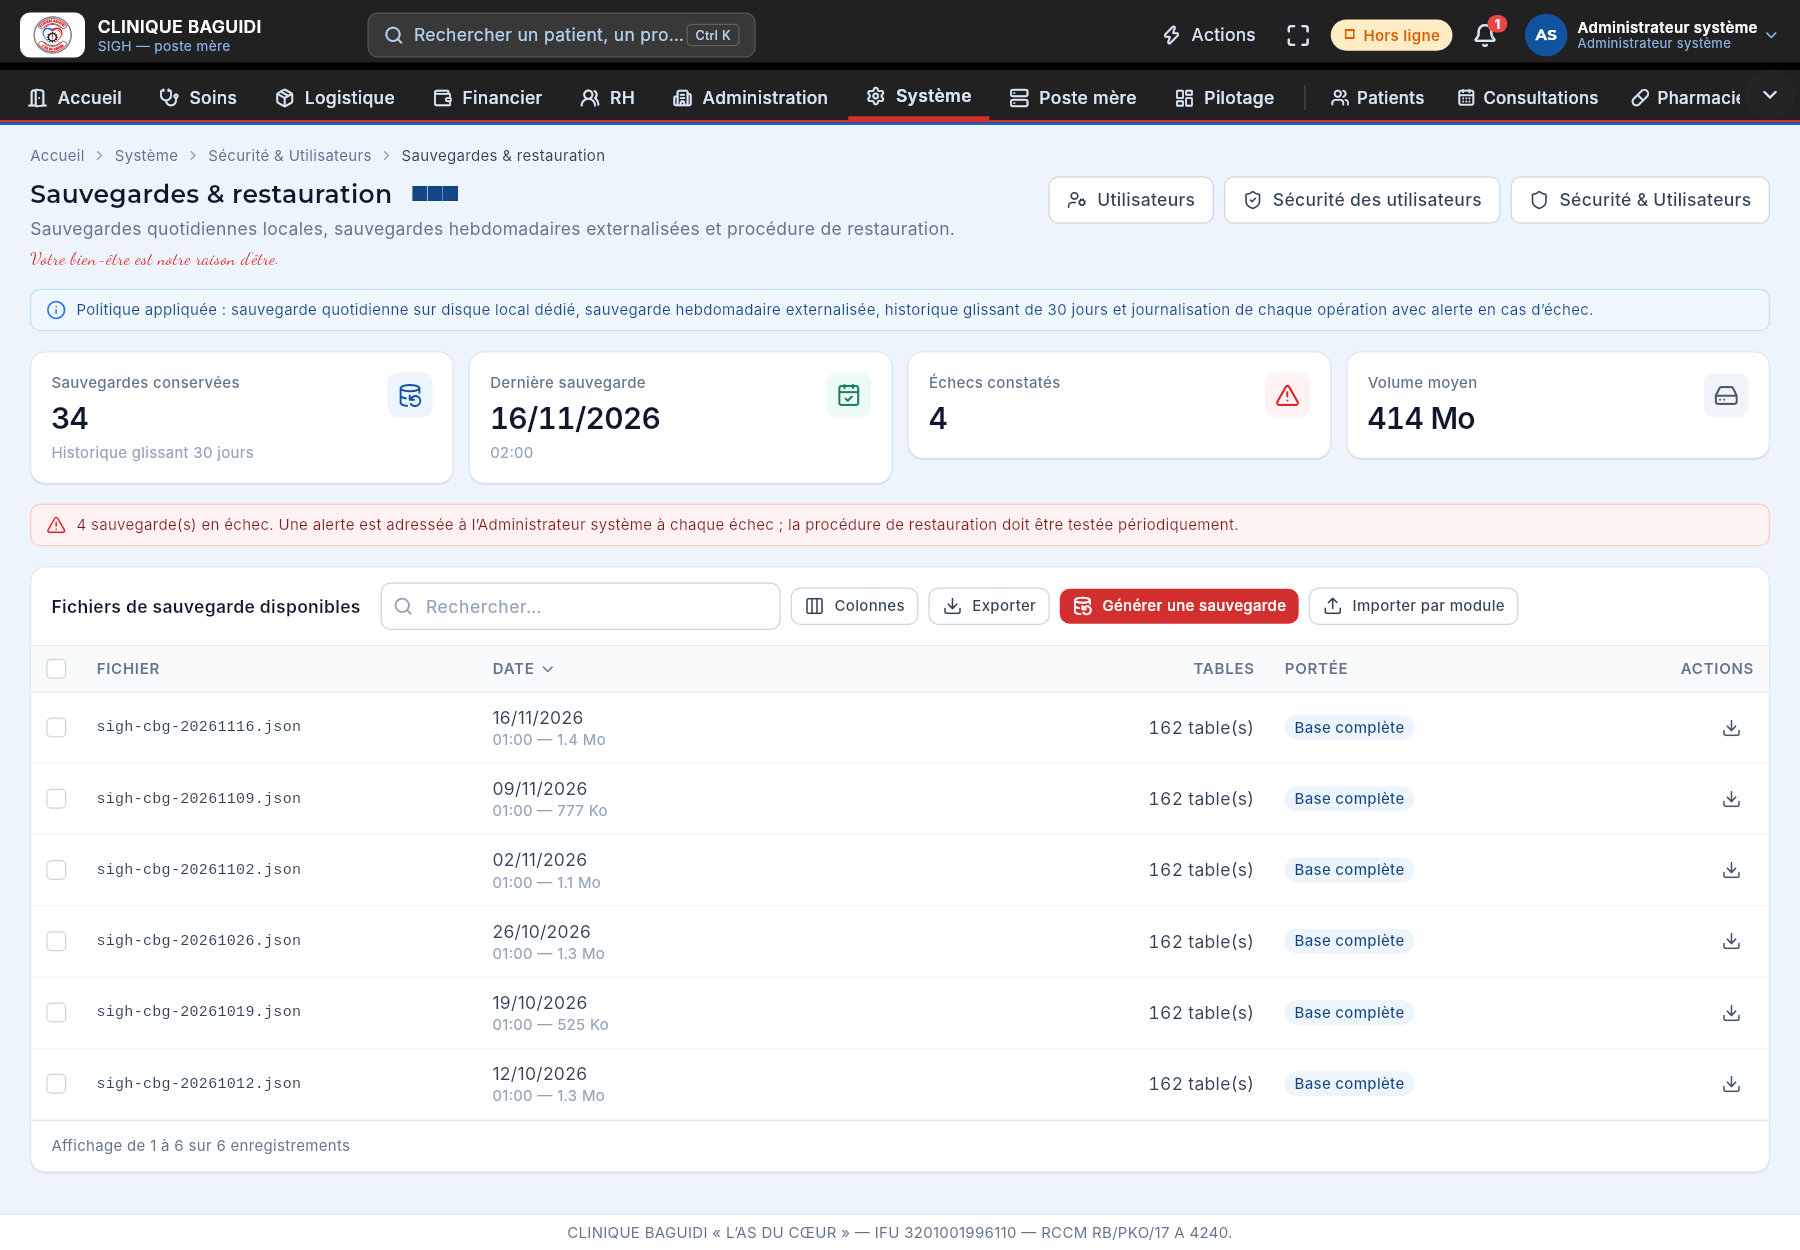 CLINIQUE BAGUIDI
SIGH — poste mère
Rechercher un patient, un pro... Ctrl K
Actions
Hors ligne
1
AS
Administrateur système
Administrateur système
Accueil Soins Logistique Financier RH Administration Système Poste mère Pilotage Patients Consultations Pharmacie
Accueil > Système > Sécurité & Utilisateurs > Sauvegardes & restauration
Sauvegardes & restauration
Utilisateurs Sécurité des utilisateurs Sécurité & Utilisateurs
Sauvegardes quotidiennes locales, sauvegardes hebdomadaires externalisées et procédure de restauration.
Votre bien-être est notre raison d'être.
Politique appliquée : sauvegarde quotidienne sur disque local dédié, sauvegarde hebdomadaire externalisée, historique glissant de 30 jours et journalisation de chaque opération avec alerte en cas d'échec.
Sauvegardes conservées
34
Historique glissant 30 jours
Dernière sauvegarde
16/11/2026
02:00
Échecs constatés
4
Volume moyen
414 Mo
4 sauvegarde(s) en échec. Une alerte est adressée à l'Administrateur système à chaque échec ; la procédure de restauration doit être testée périodiquement.
Fichiers de sauvegarde disponibles Rechercher... Colonnes Exporter Générer une sauvegarde Importer par module
FICHIER DATE TABLES PORTÉE ACTIONS
sigh-cbg-20261116.json 16/11/2026 162 table(s) Base complète
01:00 — 1.4 Mo
sigh-cbg-20261109.json 09/11/2026 162 table(s) Base complète
01:00 — 777 Ko
sigh-cbg-20261102.json 02/11/2026 162 table(s) Base complète
01:00 — 1.1 Mo
sigh-cbg-20261026.json 26/10/2026 162 table(s) Base complète
01:00 — 1.3 Mo
sigh-cbg-20261019.json 19/10/2026 162 table(s) Base complète
01:00 — 525 Ko
sigh-cbg-20261012.json 12/10/2026 162 table(s) Base complète
01:00 — 1.3 Mo
Affichage de 1 à 6 sur 6 enregistrements
CLINIQUE BAGUIDI « L'AS DU CŒUR » — IFU 3201001996110 — RCCM RB/PKO/17 A 4240.